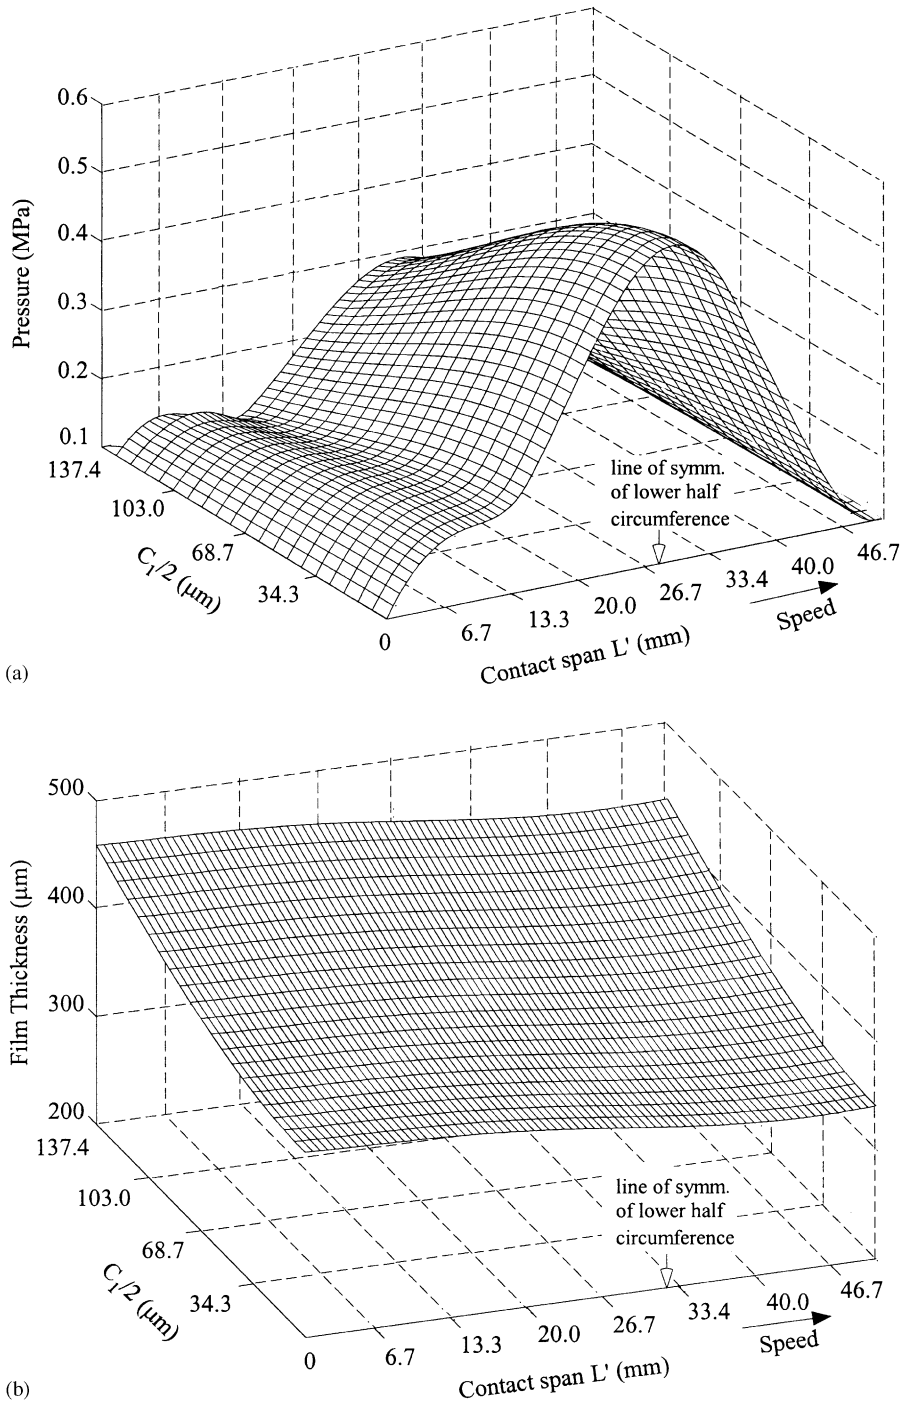 0.6
0.5
0.4
0.3
0.2
0.1
Pressure (MPa)
137.4
103.0
68.7
34.3
0
C₁/2 (μm)
line of symm.
of lower half
circumference
6.7
13.3
20.0
26.7
33.4
40.0
46.7
Speed
Contact span L' (mm)
(a)
500
400
300
200
Film Thickness (μm)
137.4
103.0
68.7
34.3
0
C₁/2 (μm)
line of symm.
of lower half
circumference
6.7
13.3
20.0
26.7
33.4
40.0
46.7
Speed
Contact span L' (mm)
(b)